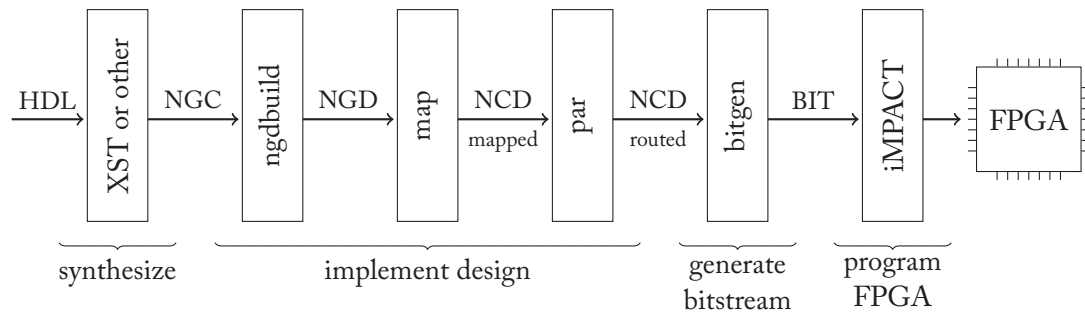 HDL
XST or other
NGC
ngdbuild
NGD
map
NCD
mapped
par
NCD
routed
bitgen
BIT
iMPACT
FPGA
synthesize
implement design
generate
bitstream
program
FPGA